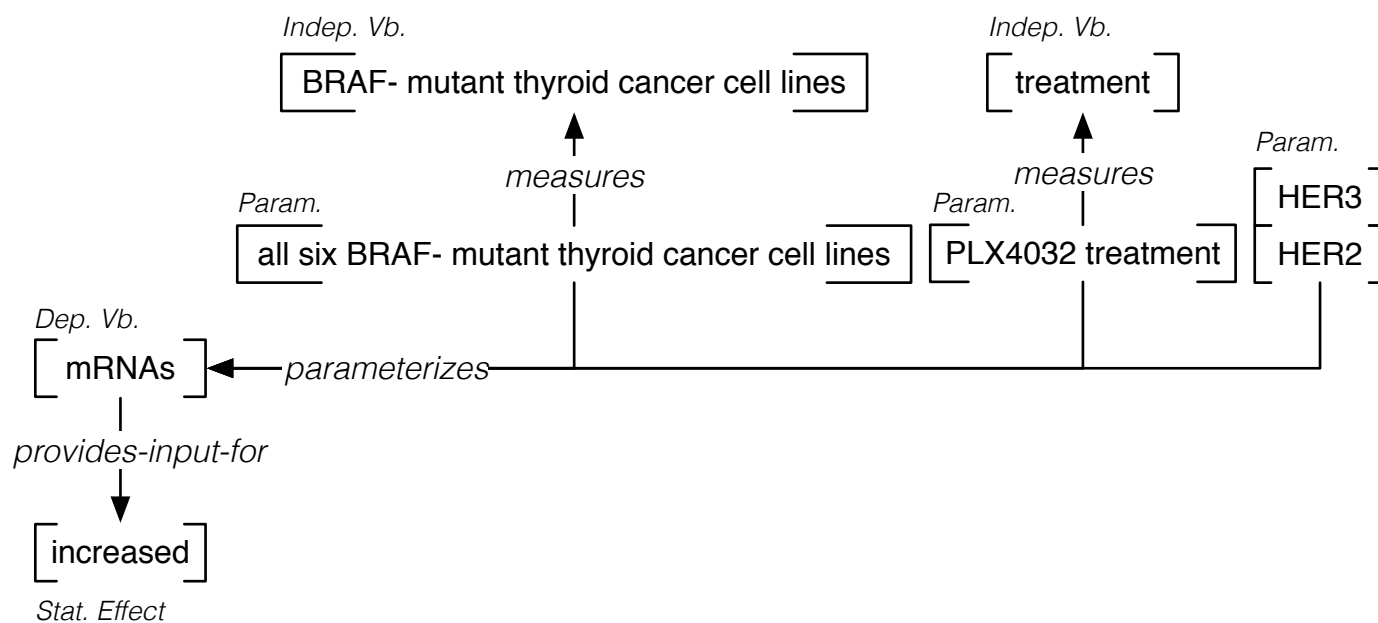 Indep. Vb.
Indep. Vb.
BRAF- mutant thyroid cancer cell lines
treatment
Param.
measures
measures
HER3
Param.
Param.
all six BRAF- mutant thyroid cancer cell lines
PLX4032 treatment
HER2
Dep. Vb.
mRNAs
parameterizes
provides-input-for
increased
Stat. Effect